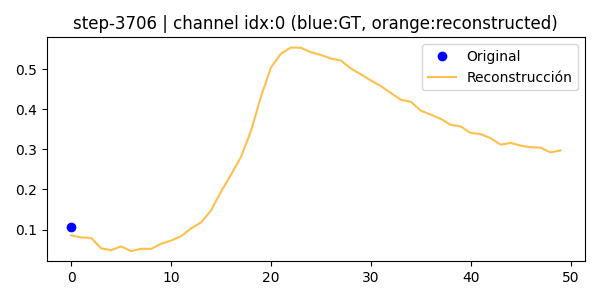 step-3706 | channel idx:0 (blue:GT, orange:reconstructed)
Original
Reconstrucción
0.5
0.4
0.3
0.2
0.1
0 10 20 30 40 50